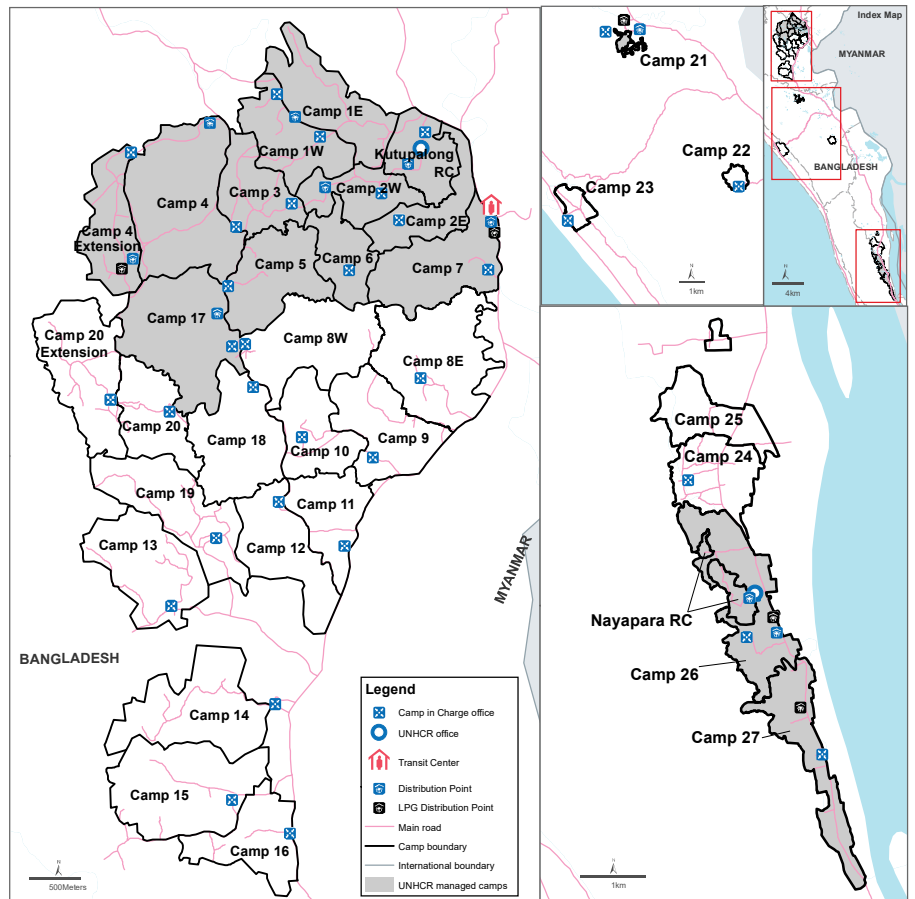 Camp 1E
Camp 1W
Kutupalong
RC
Camp 3
Camp 2W
Camp 4
Camp 2E
Camp 4
Extension
Camp 5
Camp 6
Camp 7
Camp 17
Camp 20
Extension
Camp 8W
Camp 8E
Camp 20
Camp 18
Camp 10
Camp 9
Camp 19
Camp 11
Camp 13
Camp 12
MYANMAR
BANGLADESH
Camp 14
Camp 15
Camp 16
N
500Meters
Legend
Camp in Charge office
UNHCR office
Transit Center
Distribution Point
LPG Distribution Point
Main road
Camp boundary
International boundary
UNHCR managed camps
Camp 21
Camp 22
Camp 23
N
1km
Index Map
MYANMAR
BANGLADESH
N
4km
Camp 25
Camp 24
Nayapara RC
Camp 26
Camp 27
N
1km